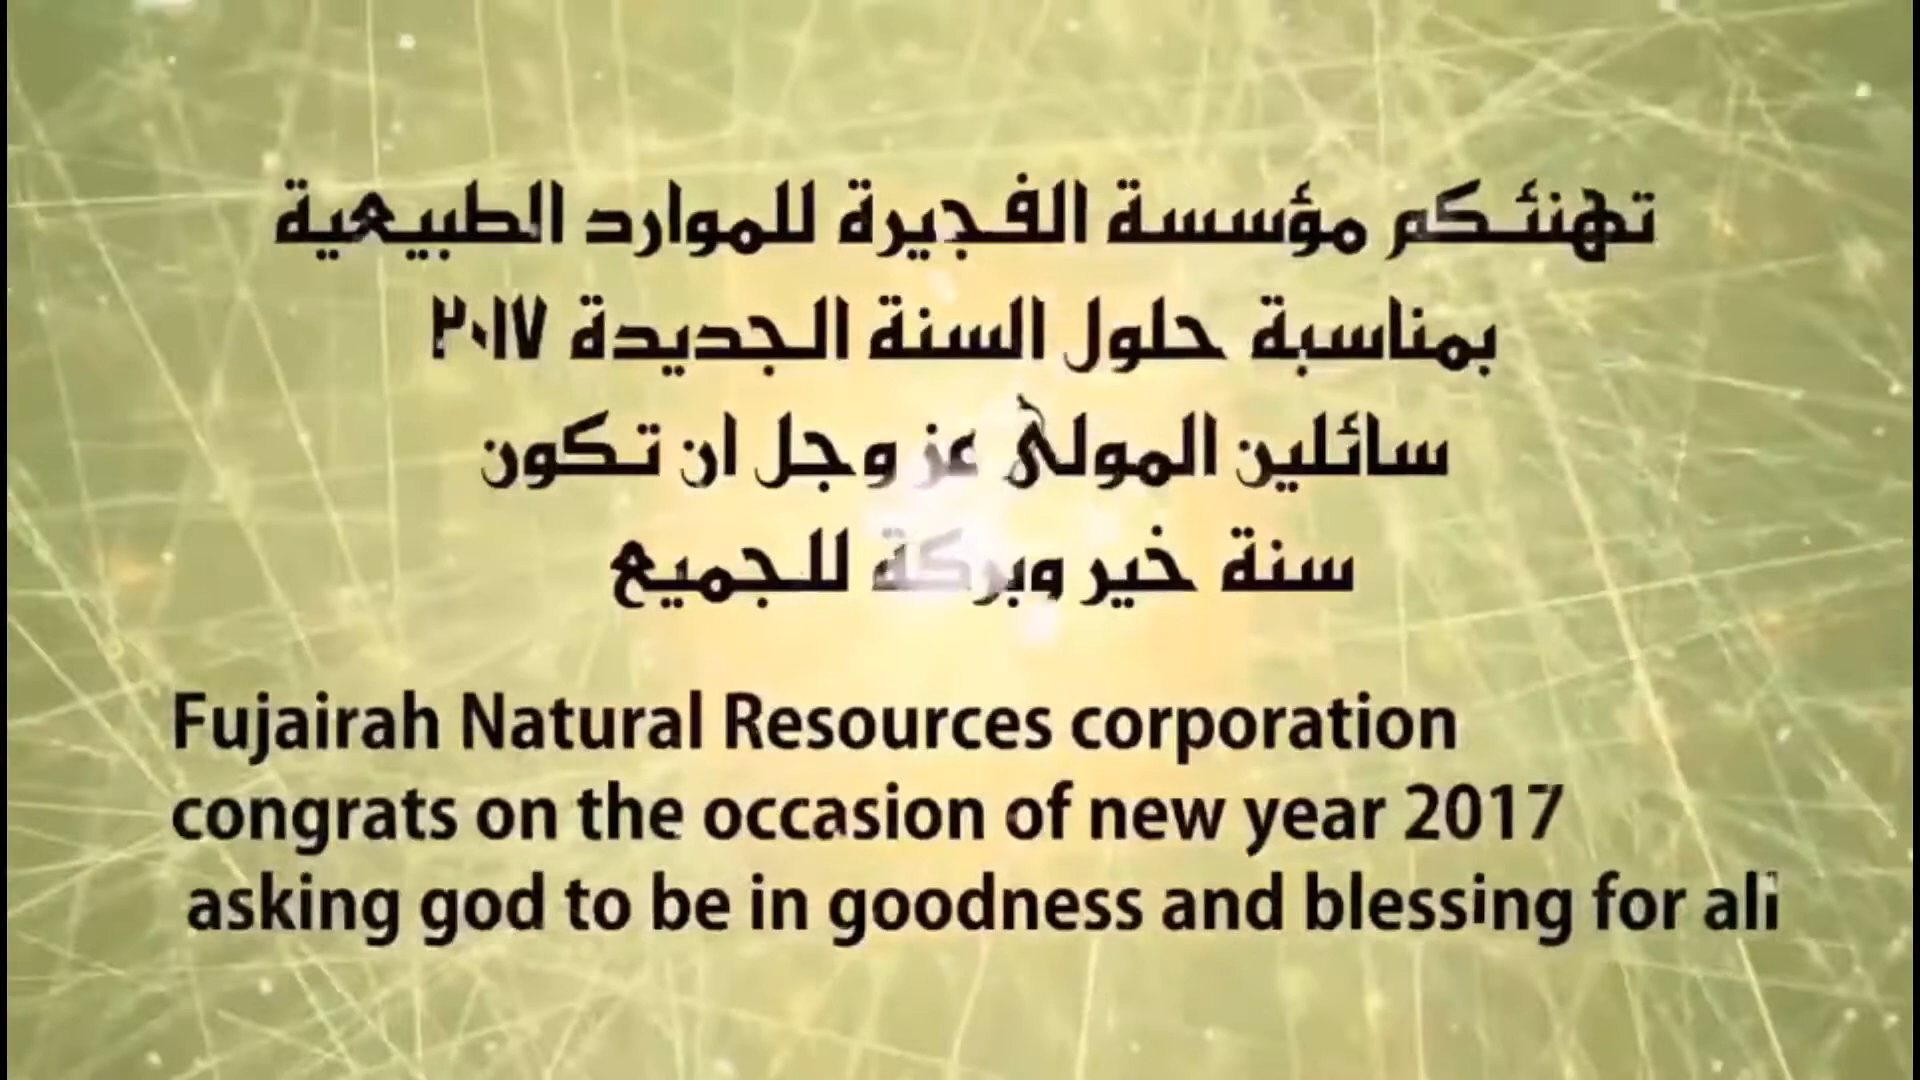 تهنئكم مؤسسة الفجيرة للموارد الطبيعية
بمناسبة حلول السنة الجديدة ٢٠١٧
سائلين المولىٰ عز وجل ان تكون
سنة خير وبركة للجميع
Fujairah Natural Resources corporation
congrats on the occasion of new year 2017
asking god to be in goodness and blessing for all